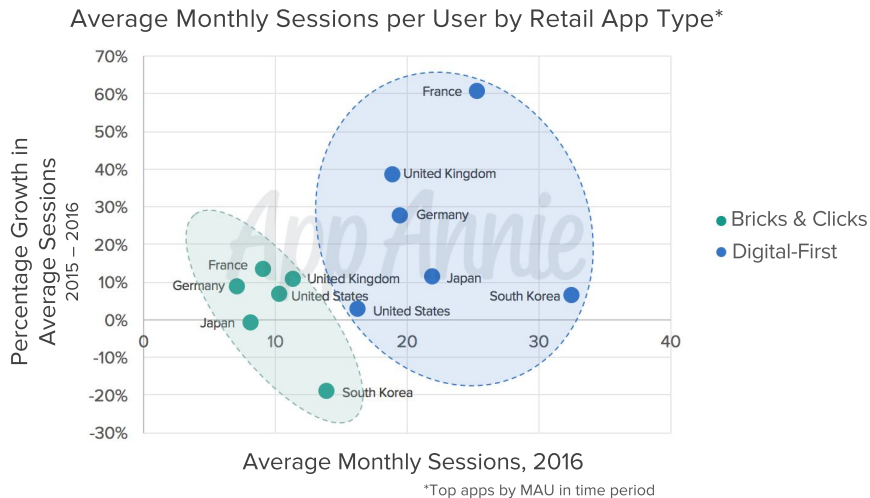 Average Monthly Sessions per User by Retail App Type*
Percentage Growth in
Average Sessions
2015 – 2016
70%
60%
50%
40%
30%
20%
10%
0%
-10%
-20%
-30%
0
10
20
30
40
App Annie
France
United Kingdom
Germany
Japan
South Korea
United States
France
Germany
United Kingdom
United States
Japan
South Korea
Bricks & Clicks
Digital-First
Average Monthly Sessions, 2016
*Top apps by MAU in time period